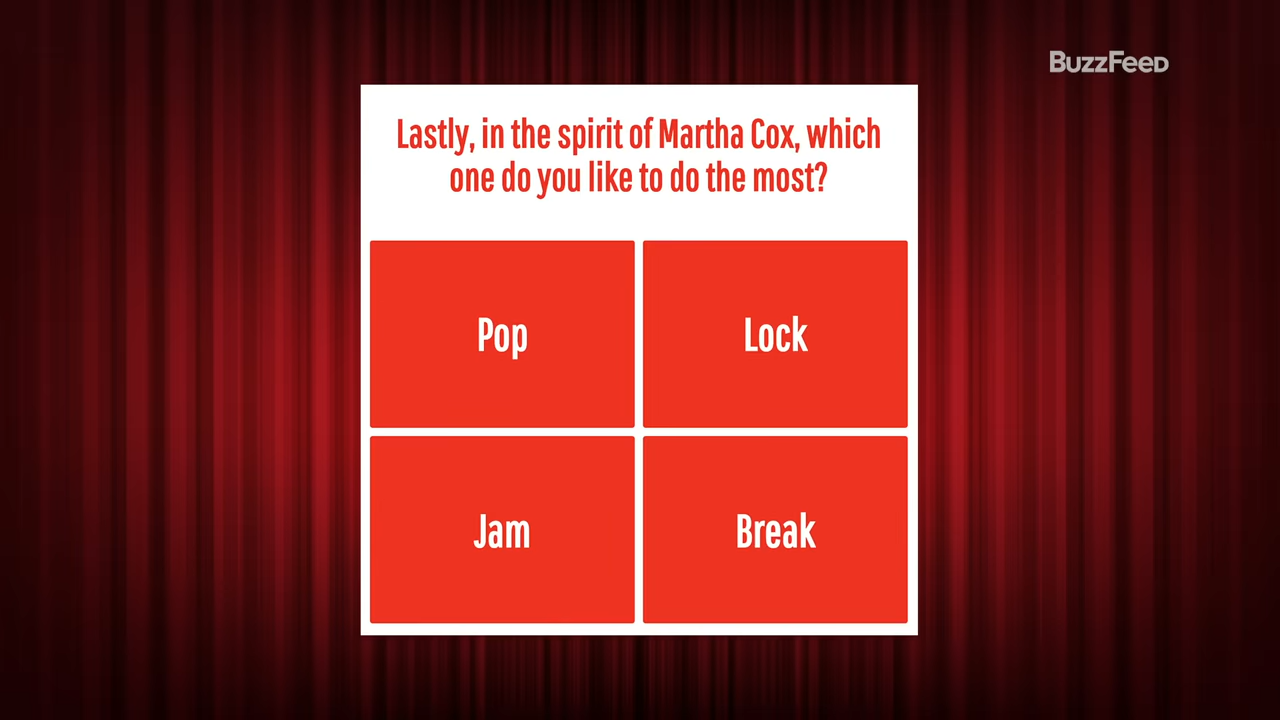 BuzzFeed
Lastly, in the spirit of Martha Cox, which
one do you like to do the most?
Pop
Lock
Jam
Break